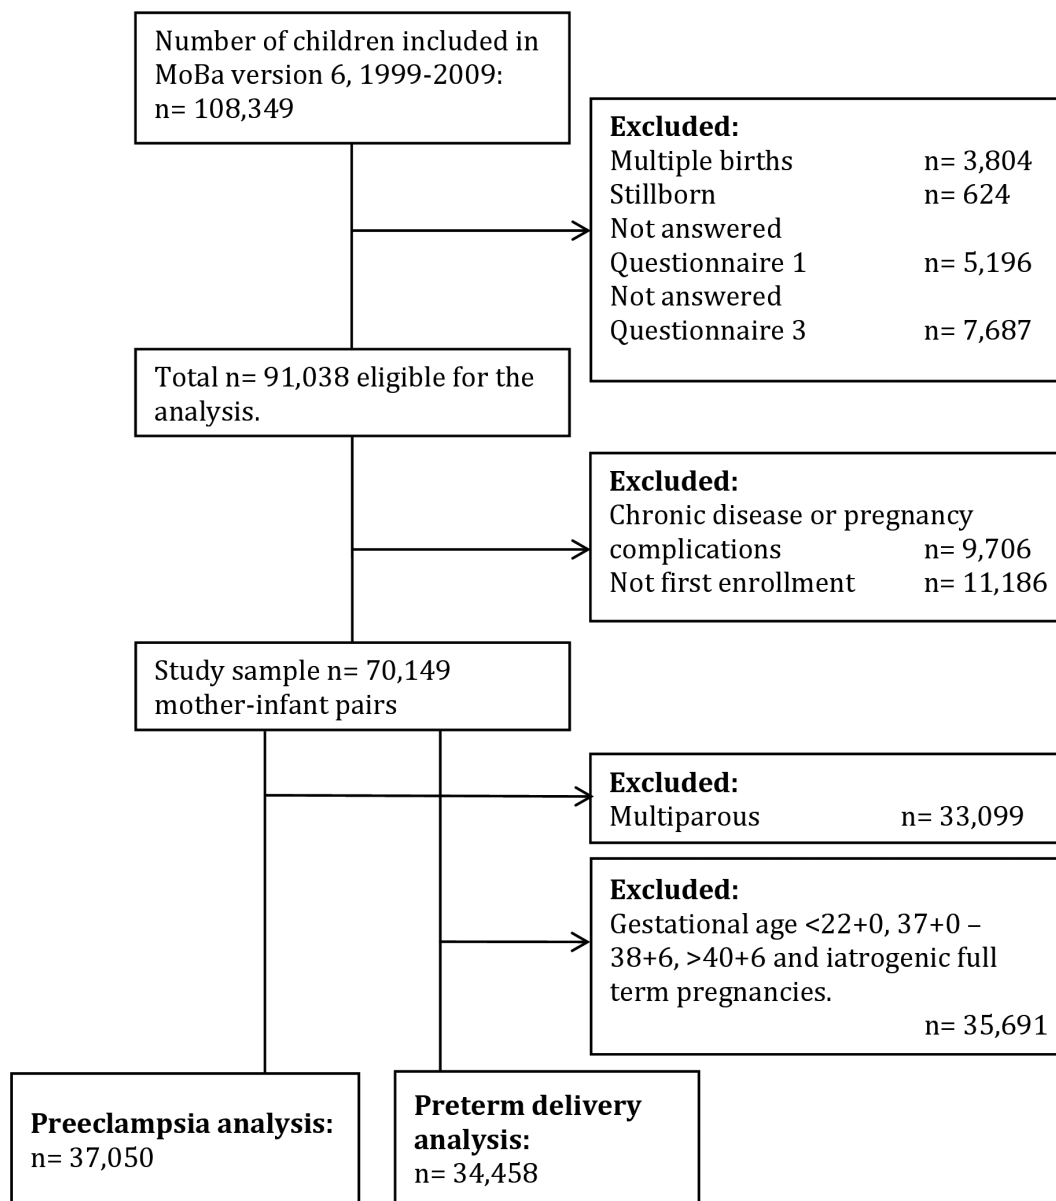 Number of children included in
MoBa version 6, 1999-2009:
n= 108,349
Excluded:
Multiple births n= 3,804
Stillborn n= 624
Not answered
Questionnaire 1 n= 5,196
Not answered
Questionnaire 3 n= 7,687
Total n= 91,038 eligible for the
analysis.
Excluded:
Chronic disease or pregnancy
complications n= 9,706
Not first enrollment n= 11,186
Study sample n= 70,149
mother-infant pairs
Excluded:
Multiparous n= 33,099
Excluded:
Gestational age <22+0, 37+0 –
38+6, >40+6 and iatrogenic full
term pregnancies.
n= 35,691
Preeclampsia analysis:
n= 37,050
Preterm delivery
analysis:
n= 34,458